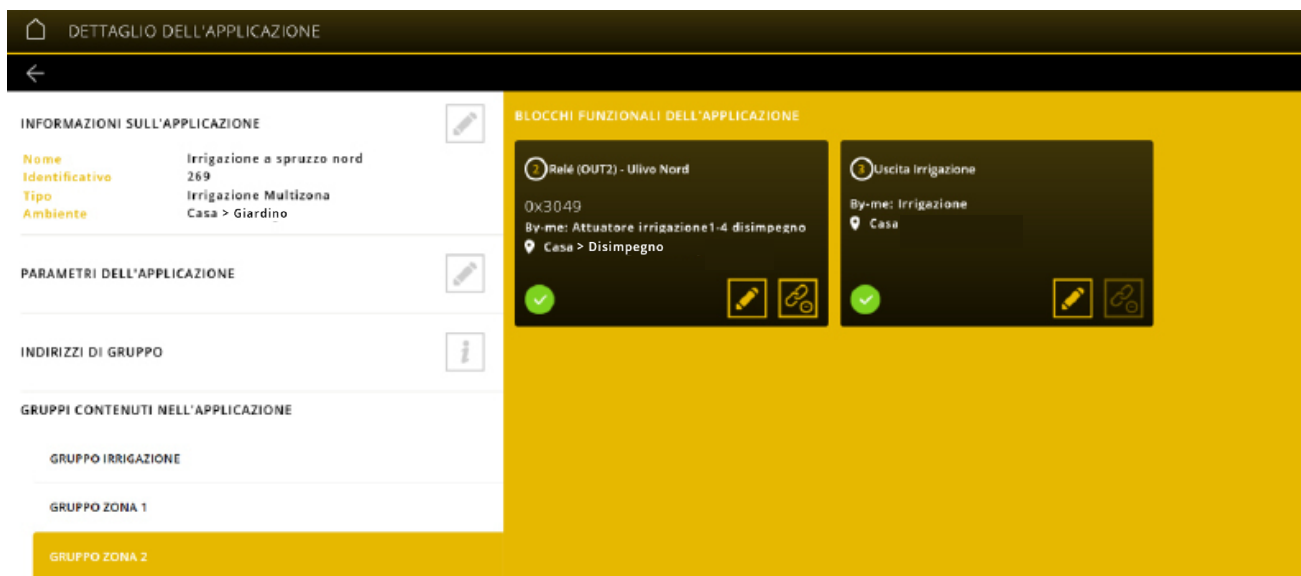 DETTAGLIO DELL'APPLICAZIONE
INFORMAZIONI SULL'APPLICAZIONE
Nome Irrigazione a spruzzo nord
Identificativo 269
Tipo Irrigazione Multizona
Ambiente Casa > Giardino
PARAMETRI DELL'APPLICAZIONE
INDIRIZZI DI GRUPPO
GRUPPI CONTENUTI NELL'APPLICAZIONE
GRUPPO IRRIGAZIONE
GRUPPO ZONA 1
GRUPPO ZONA 2
BLOCCHI FUNZIONALI DELL'APPLICAZIONE
2 Relé (OUT2) - Ulivo Nord
0x3049
By-me: Attuatore irrigazione1-4 disimpegno
Casa > Disimpegno
3 Uscita Irrigazione
By-me: Irrigazione
Casa